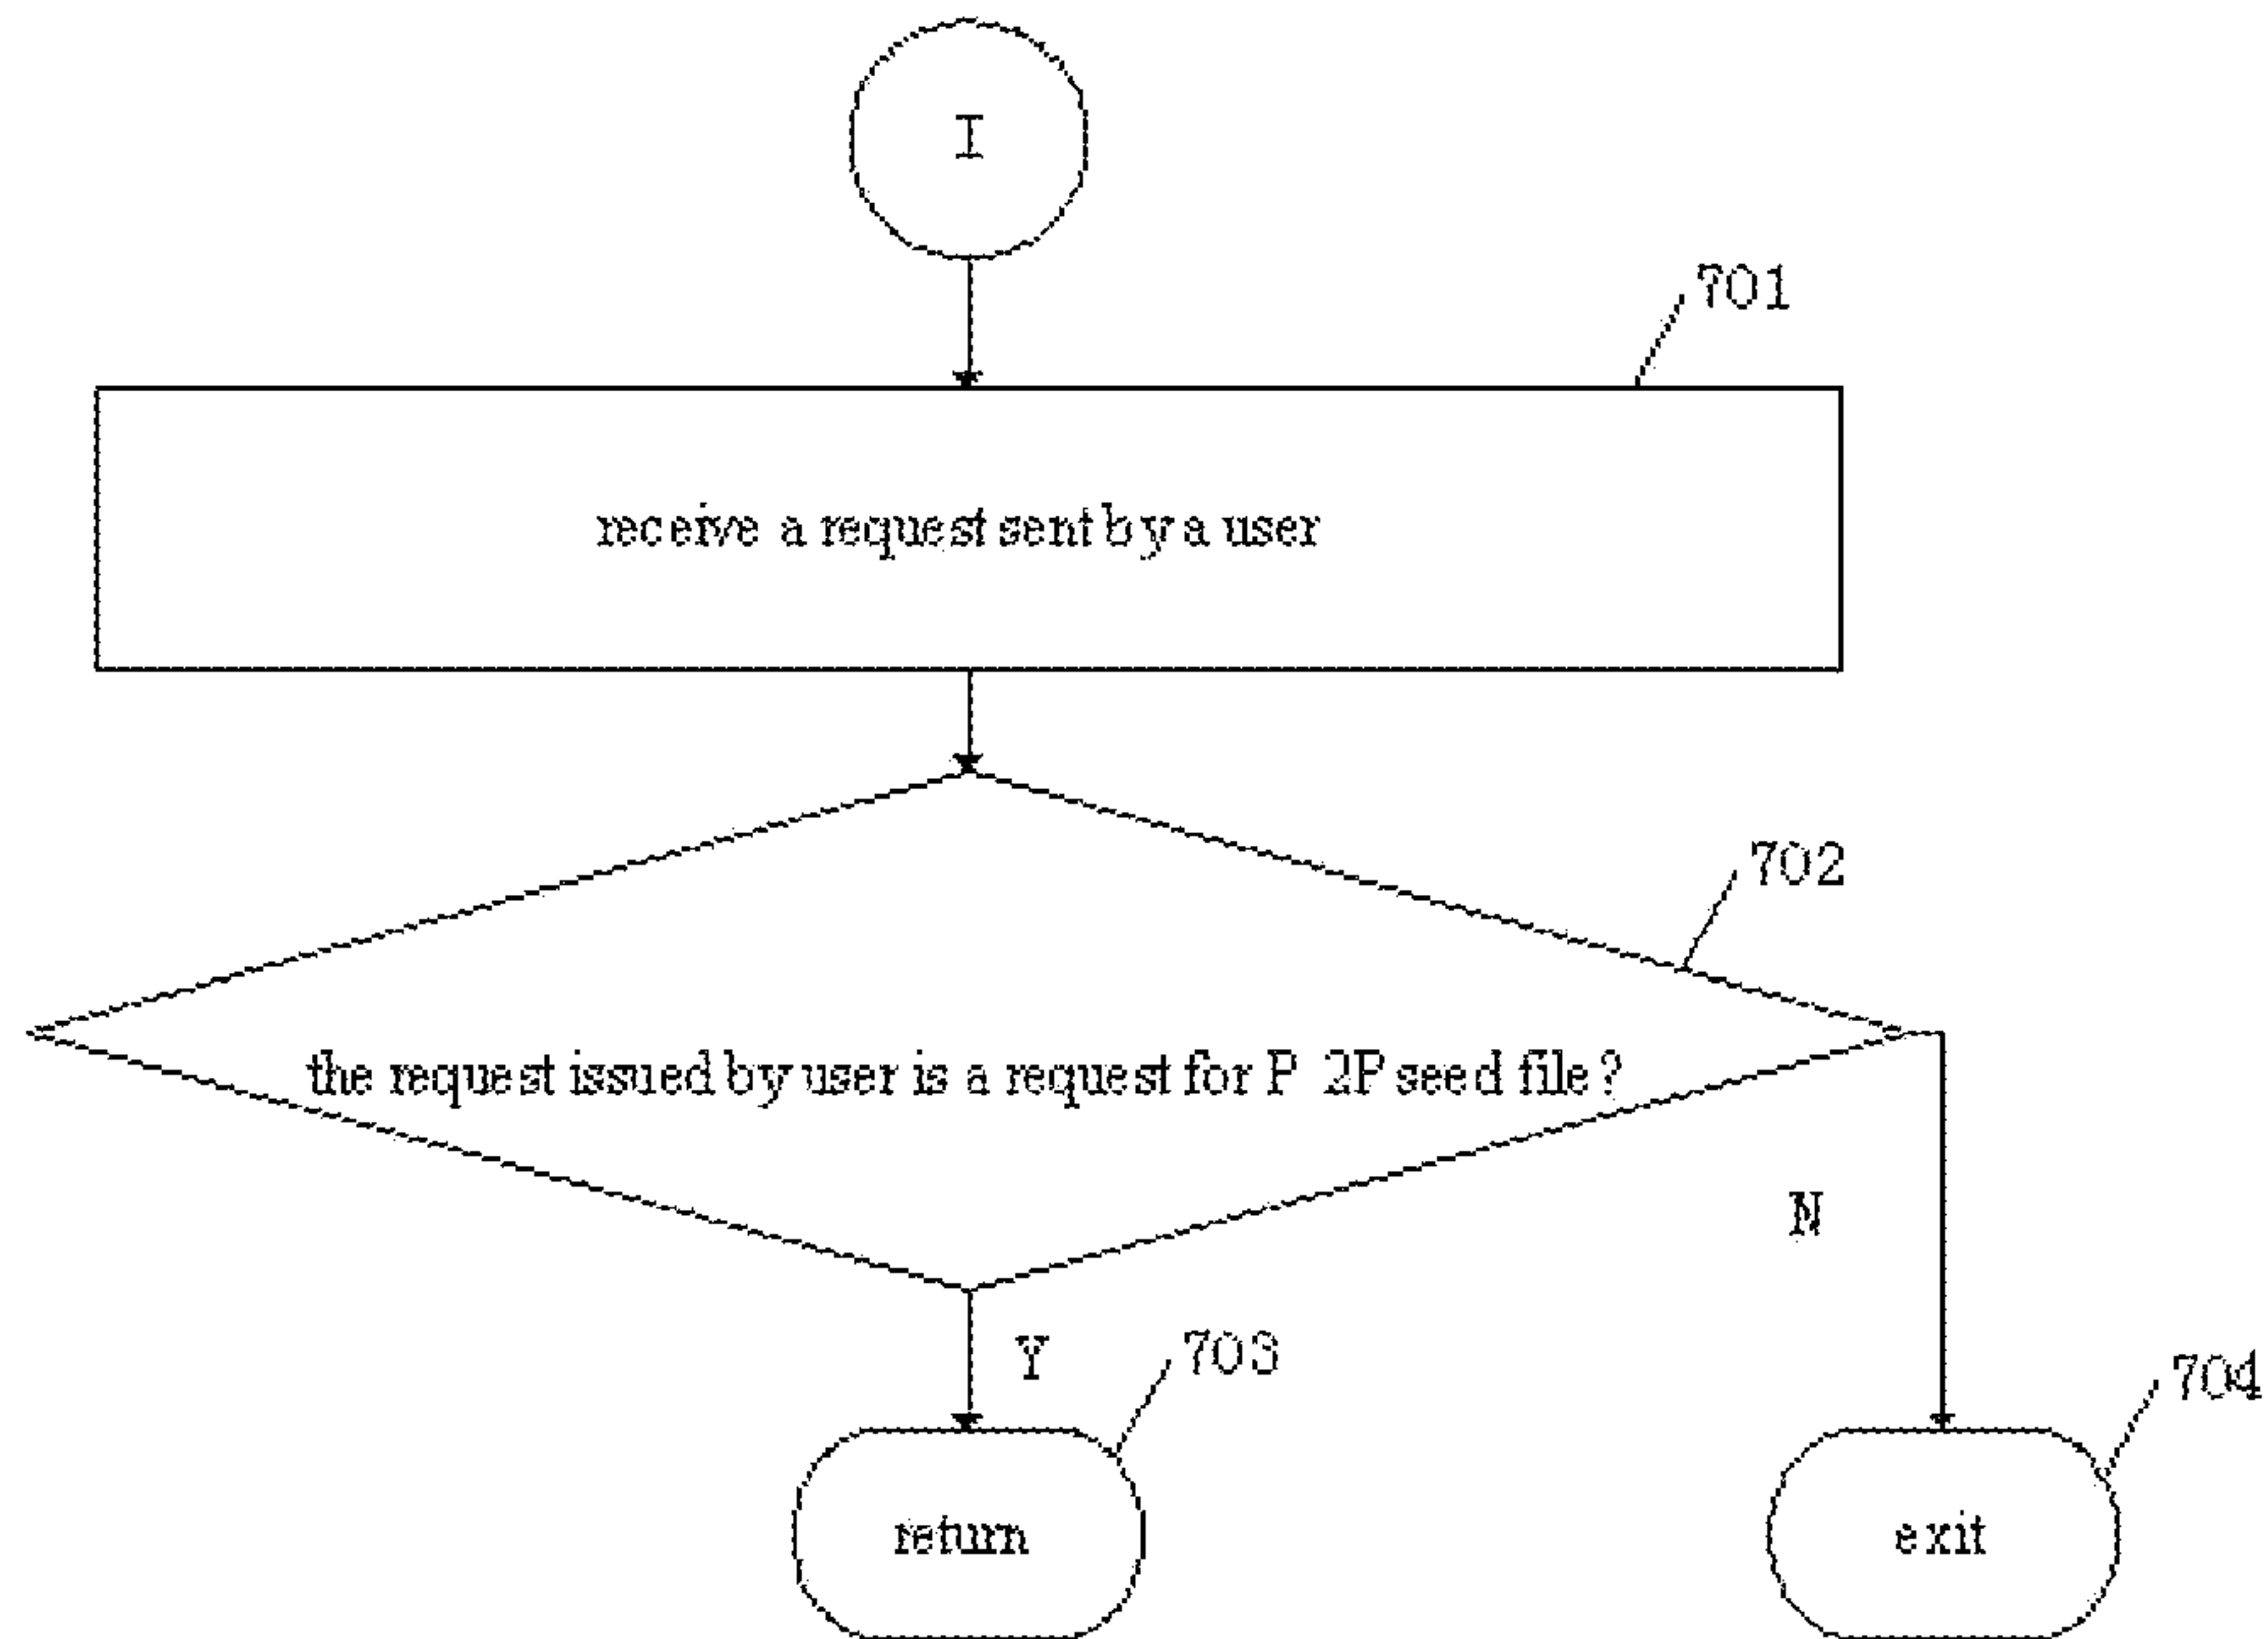 I
701
receive a request sent by a user
702
the request issued by user is a request for P 2P seed file?
N
Y
703
704
return
exit